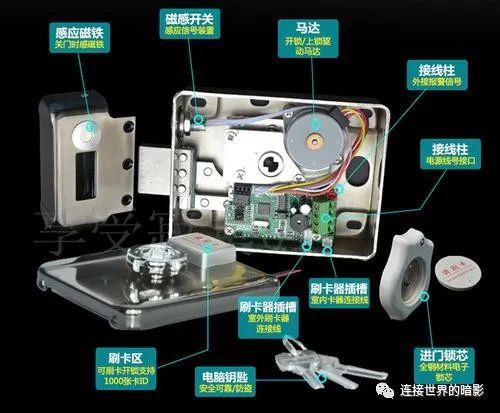 感应磁铁
关门时感磁铁
磁感开关
感应信号装置
马达
开锁/上锁驱
动马达
接线柱
外接报警信号
接线柱
电源线号接口
刷卡器插槽
室外刷卡器
连接线
刷卡器插槽
室内卡器连接线
刷卡区
可刷卡开锁支持
1000张卡ID
电脑钥匙
安全可靠/防盗
请刷卡
进门锁芯
全铜材料电子
锁芯
享受
连接世界的暗影